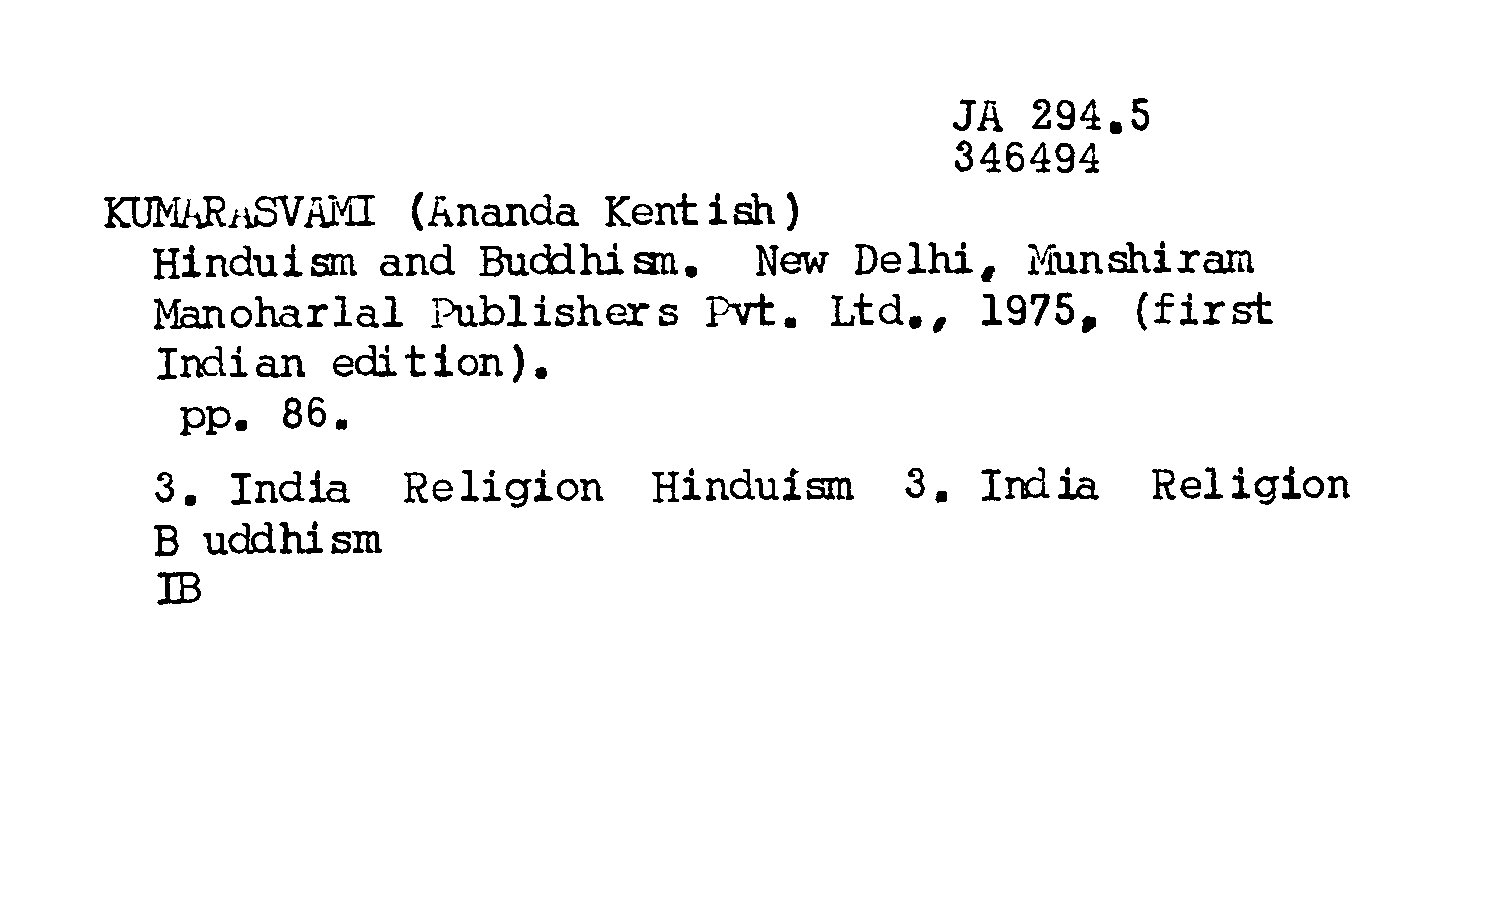 JA 294.5
346494
KUMARASVAMI (Ananda Kentish)
Hinduism and Buddhism. New Delhi, Munshiram
Manoharlal Publishers Pvt. Ltd., 1975, (first
Indian edition).
pp. 86.
3. India Religion Hinduism 3. India Religion
B uddhism
IB